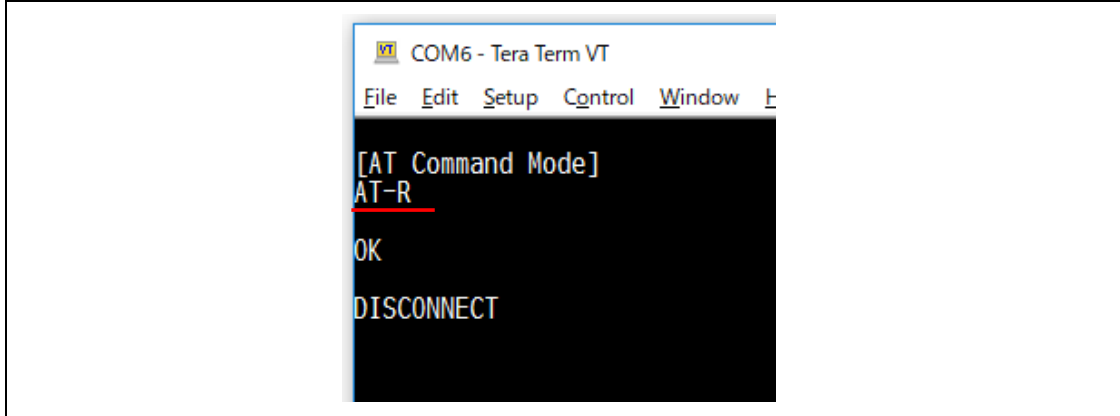 COM6 - Tera Term VT
File Edit Setup Control Window H
[AT Command Mode]
AT-R
OK
DISCONNECT